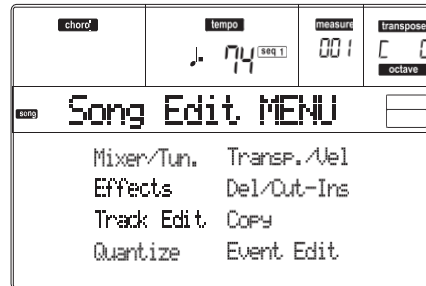 chord tempo measure transpose
♩. 74 seq 1 001 C 0
octave
song Song Edit MENU
Mixer/Tun. Transp./Vel
Effects Del/Cut-Ins
Track Edit Copy
Quantize Event Edit